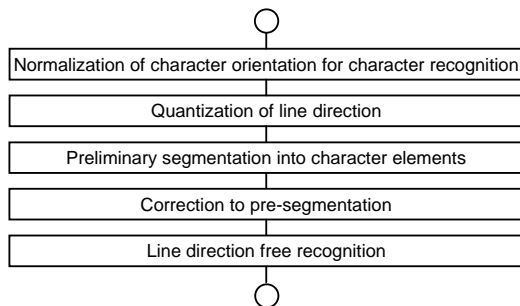 Normalization of character orientation for character recognition
Quantization of line direction
Preliminary segmentation into character elements
Correction to pre-segmentation
Line direction free recognition